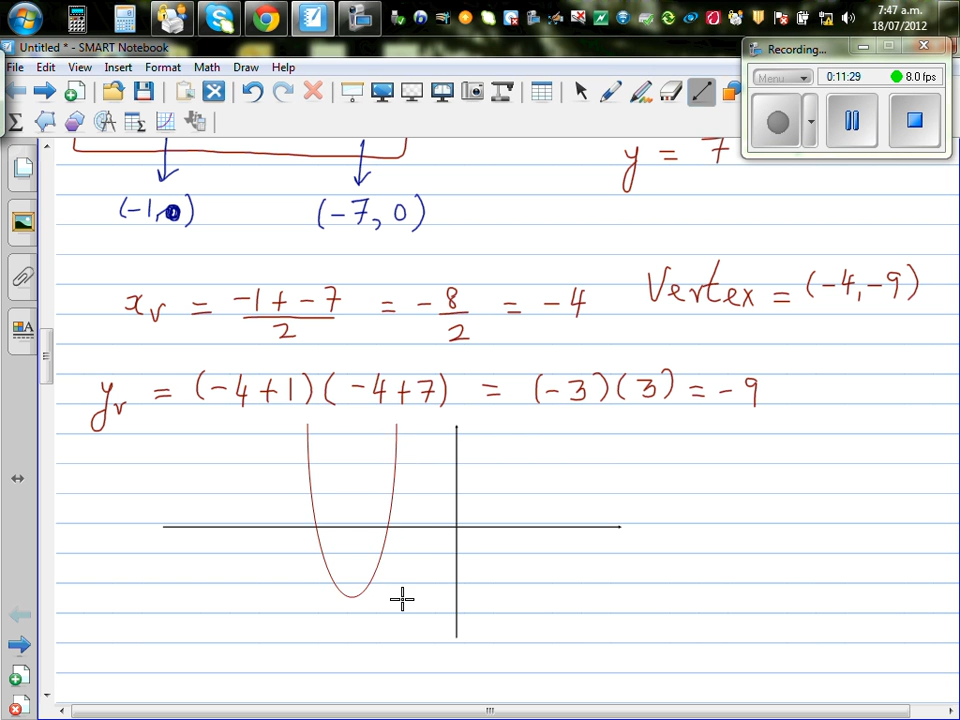 7:47 a.m.
18/07/2012
Untitled * - SMART Notebook
File Edit View Insert Format Math Draw Help
Recording...
Menu 0:11:29 8.0 fps
y = 7
(-1, 0) (-7, 0)
xv = -1 + -7 / 2 = -8 / 2 = -4 Vertex = (-4, -9)
yv = (-4+1)(-4+7) = (-3)(3) = -9